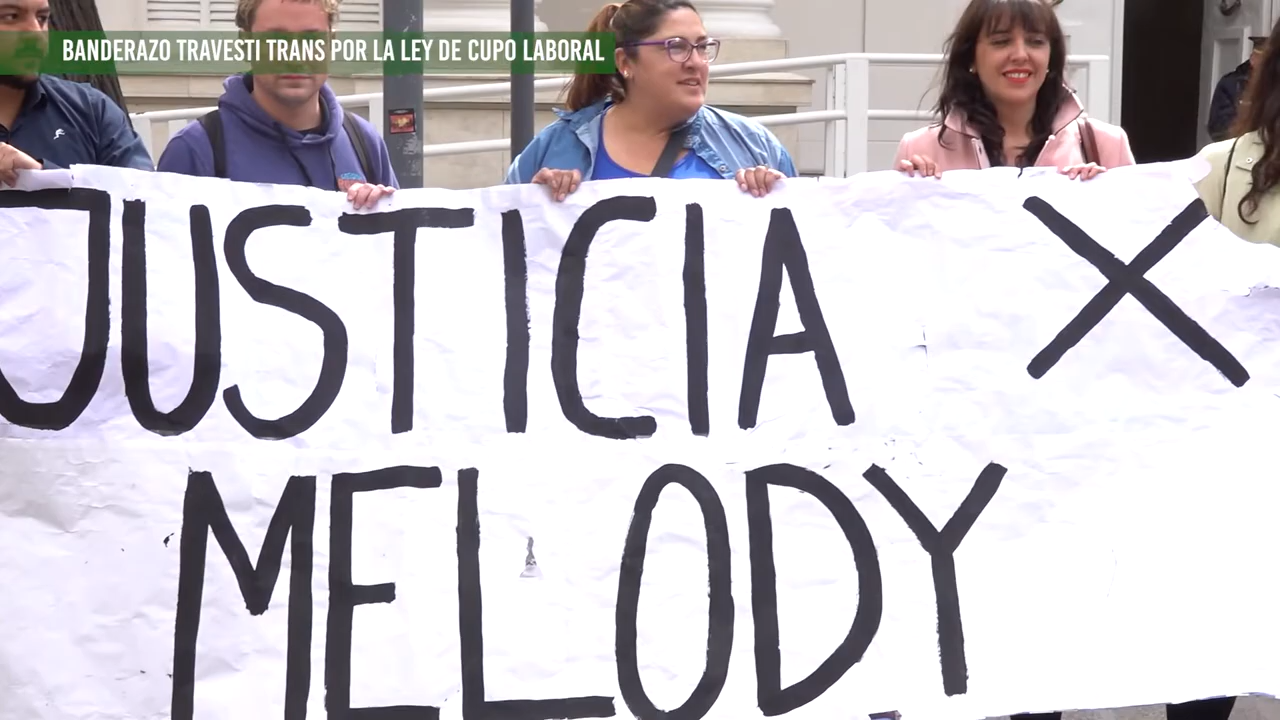 BANDERAZO TRAVESTI TRANS POR LA LEY DE CUPO LABORAL
JUSTICIA X
MELODY